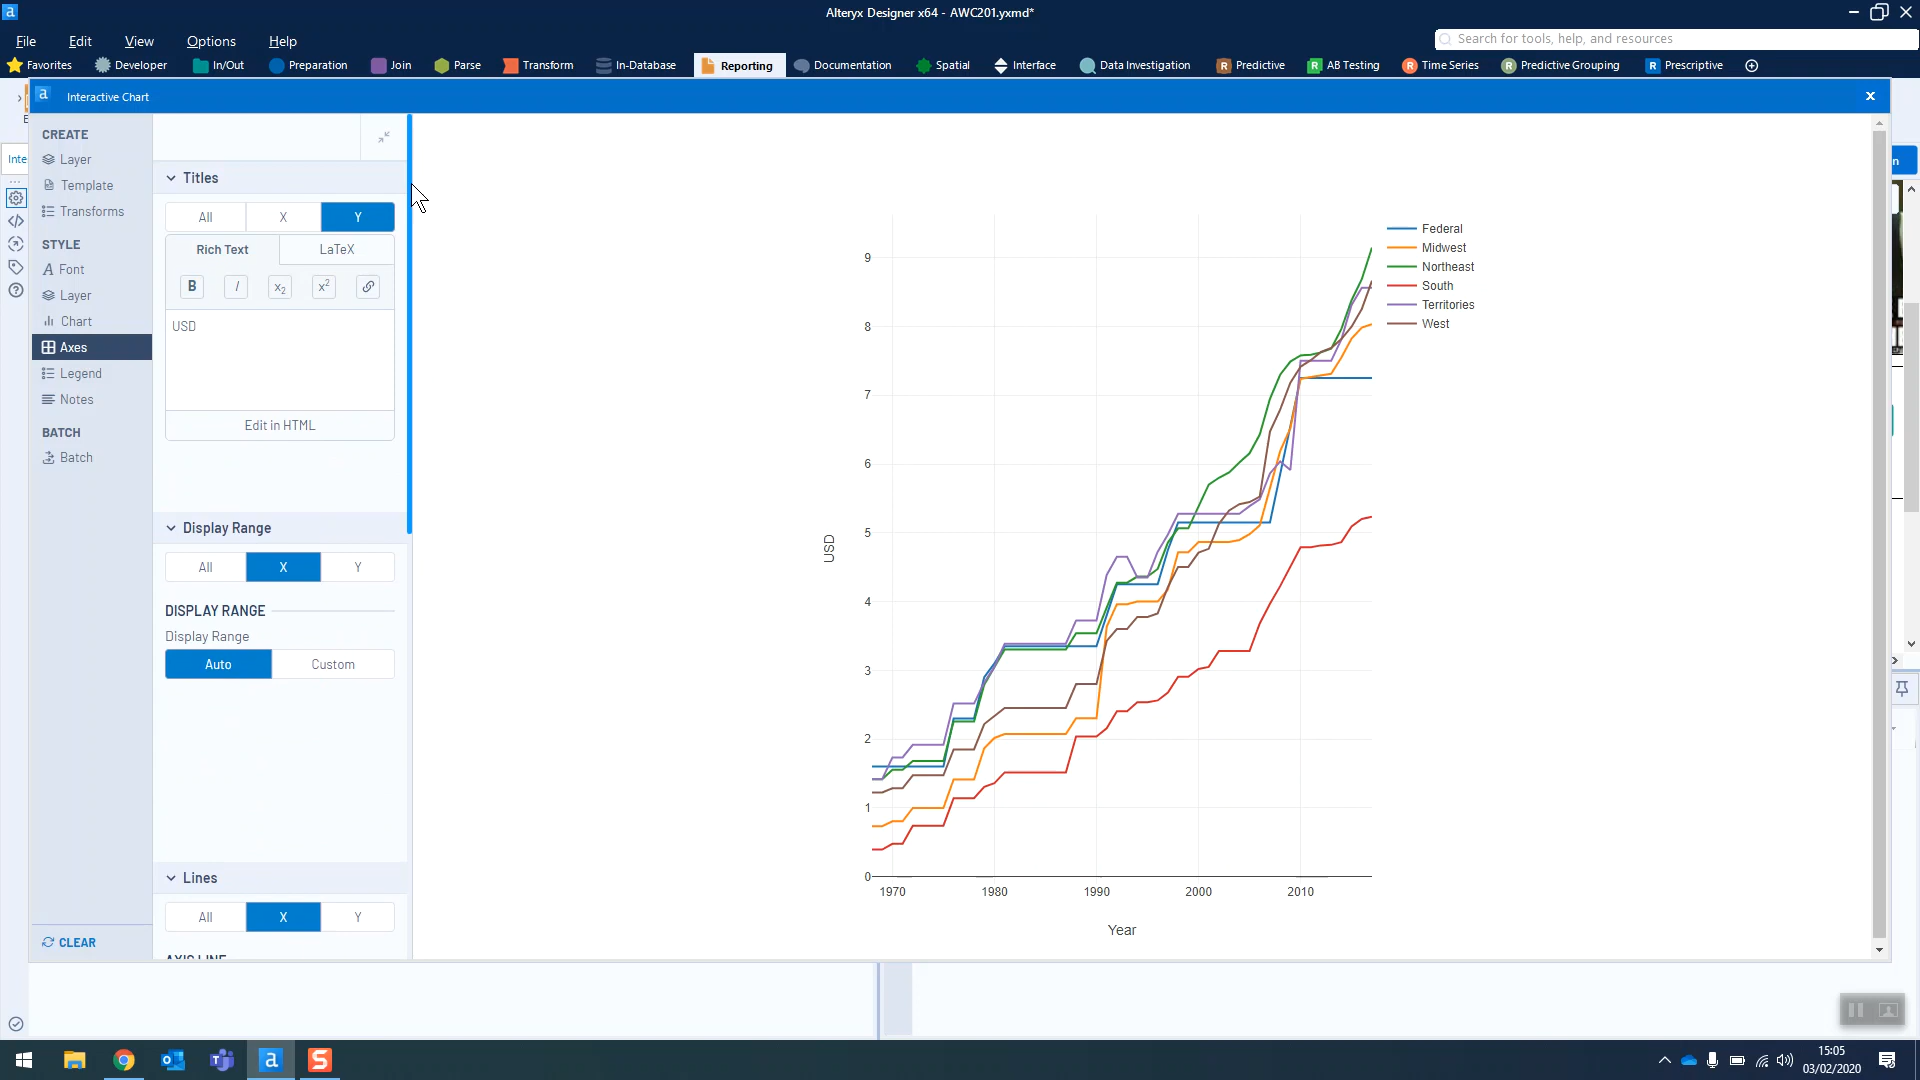 a
Alteryx Designer x64 - AWC201.yxmd*
File Edit View Options Help
Search for tools, help, and resources
Favorites Developer In/Out Preparation Join Parse Transform In-Database Reporting Documentation Spatial Interface Data Investigation Predictive AB Testing Time Series Predictive Grouping Prescriptive
a Interactive Chart
Inte
CREATE
Layer
Template
Transforms
STYLE
Font
Layer
Chart
Axes
Legend
Notes
BATCH
Batch
CLEAR
Titles
All X Y
Rich Text LaTeX
B I x2 x2
USD
Edit in HTML
Display Range
All X Y
DISPLAY RANGE
Display Range
Auto Custom
Lines
All X Y
AXIS LINE
Federal
Midwest
Northeast
South
Territories
West
9
8
7
6
5
4
3
2
1
0
USD
1970 1980 1990 2000 2010
Year
n
15:05
03/02/2020